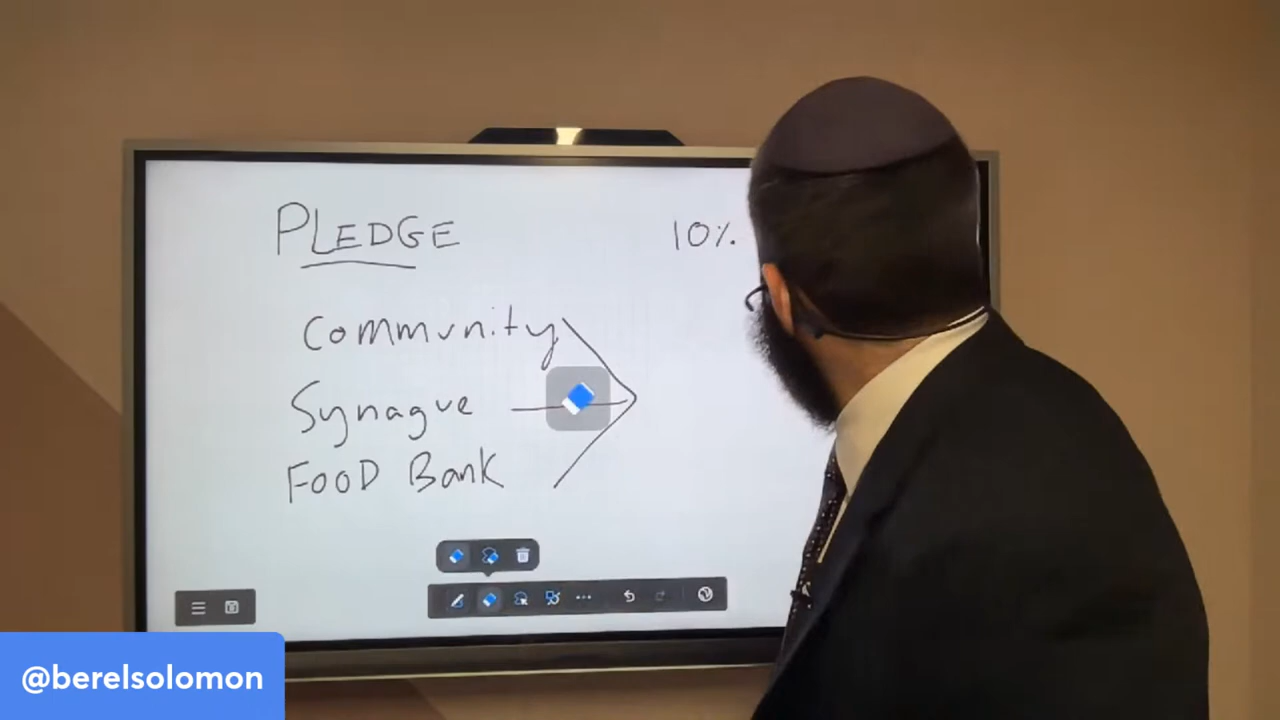 PLEDGE
10%
Community
Synague
FOOD Bank
@berelsolomon